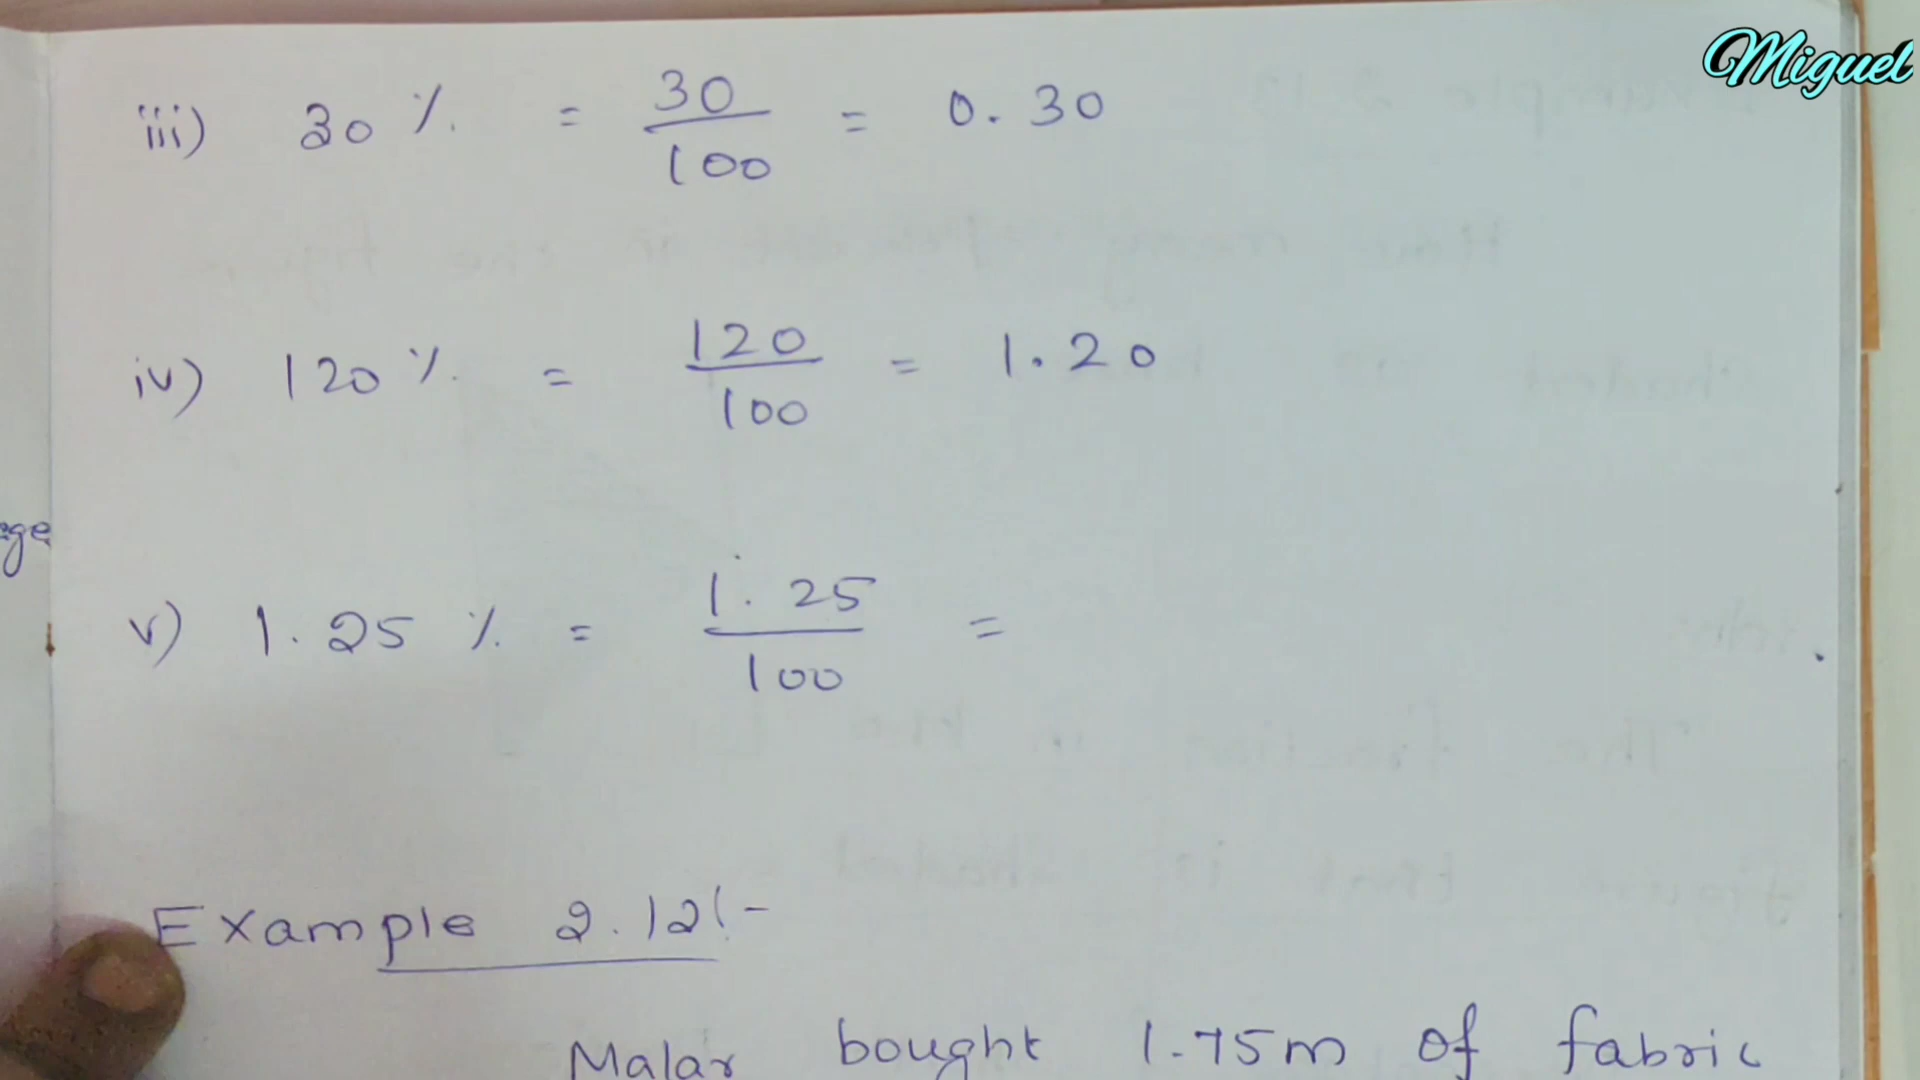 Miguel
iii) 30 % = 30/100 = 0.30
iv) 120 % = 120/100 = 1.20
ge
v) 1.25 % = 1.25/100 =
Example 2.12!-
Malar bought 1.75m of fabric